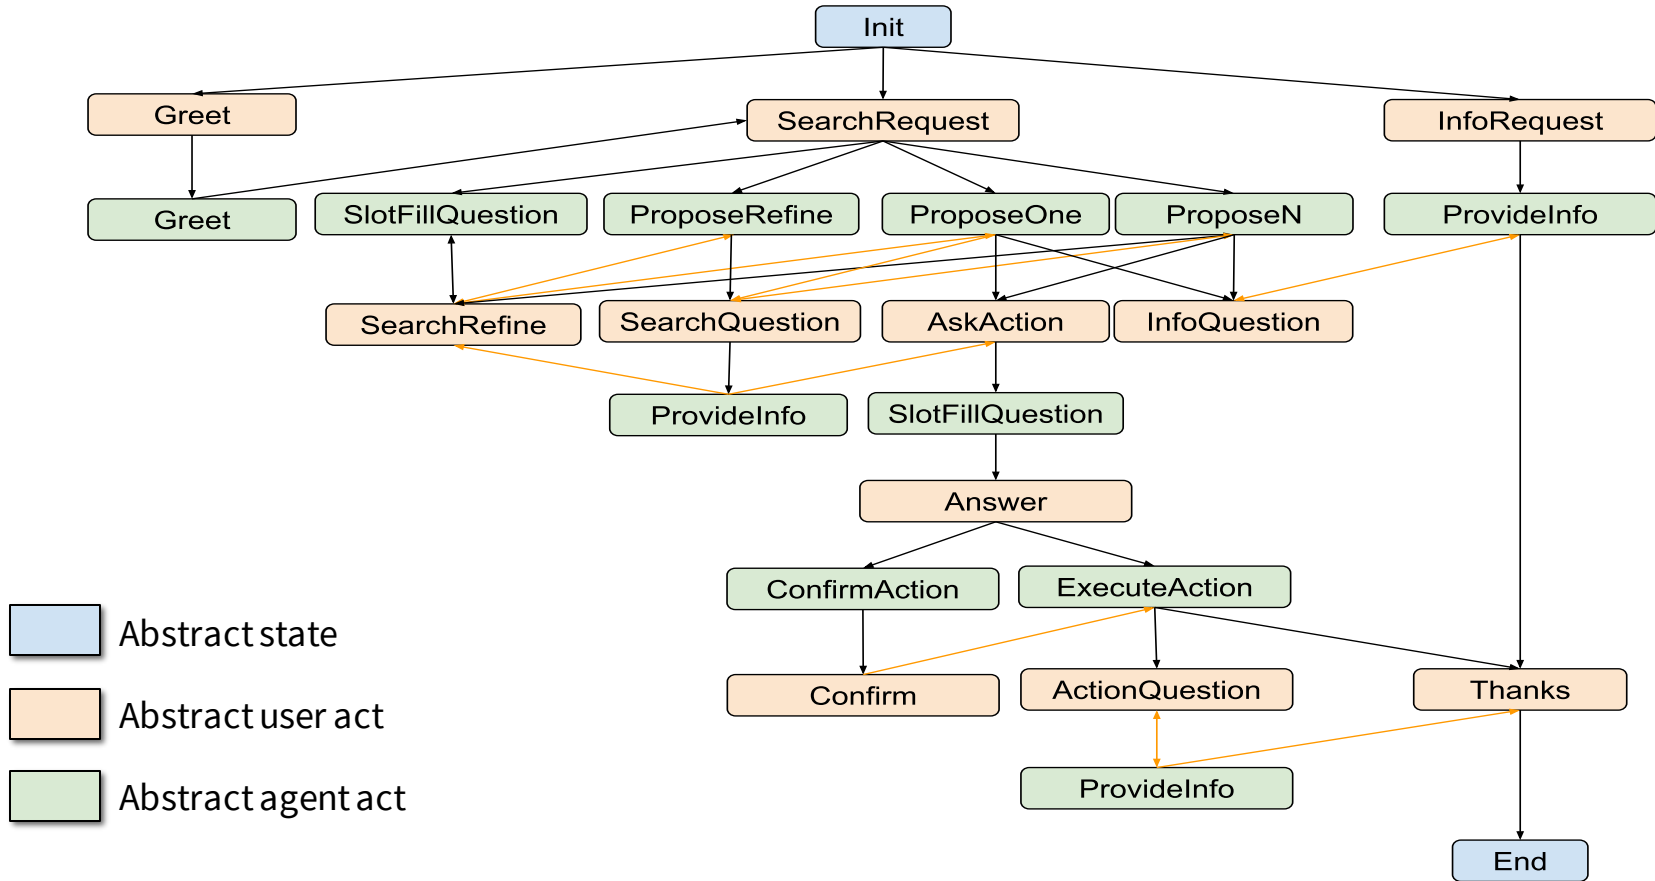 Init
Greet
SearchRequest
InfoRequest
Greet
SlotFillQuestion
ProposeRefine
ProposeOne
ProposeN
ProvideInfo
SearchRefine
SearchQuestion
AskAction
InfoQuestion
ProvideInfo
SlotFillQuestion
Answer
ConfirmAction
ExecuteAction
Abstract state
Confirm
ActionQuestion
Thanks
Abstract user act
ProvideInfo
Abstract agent act
End